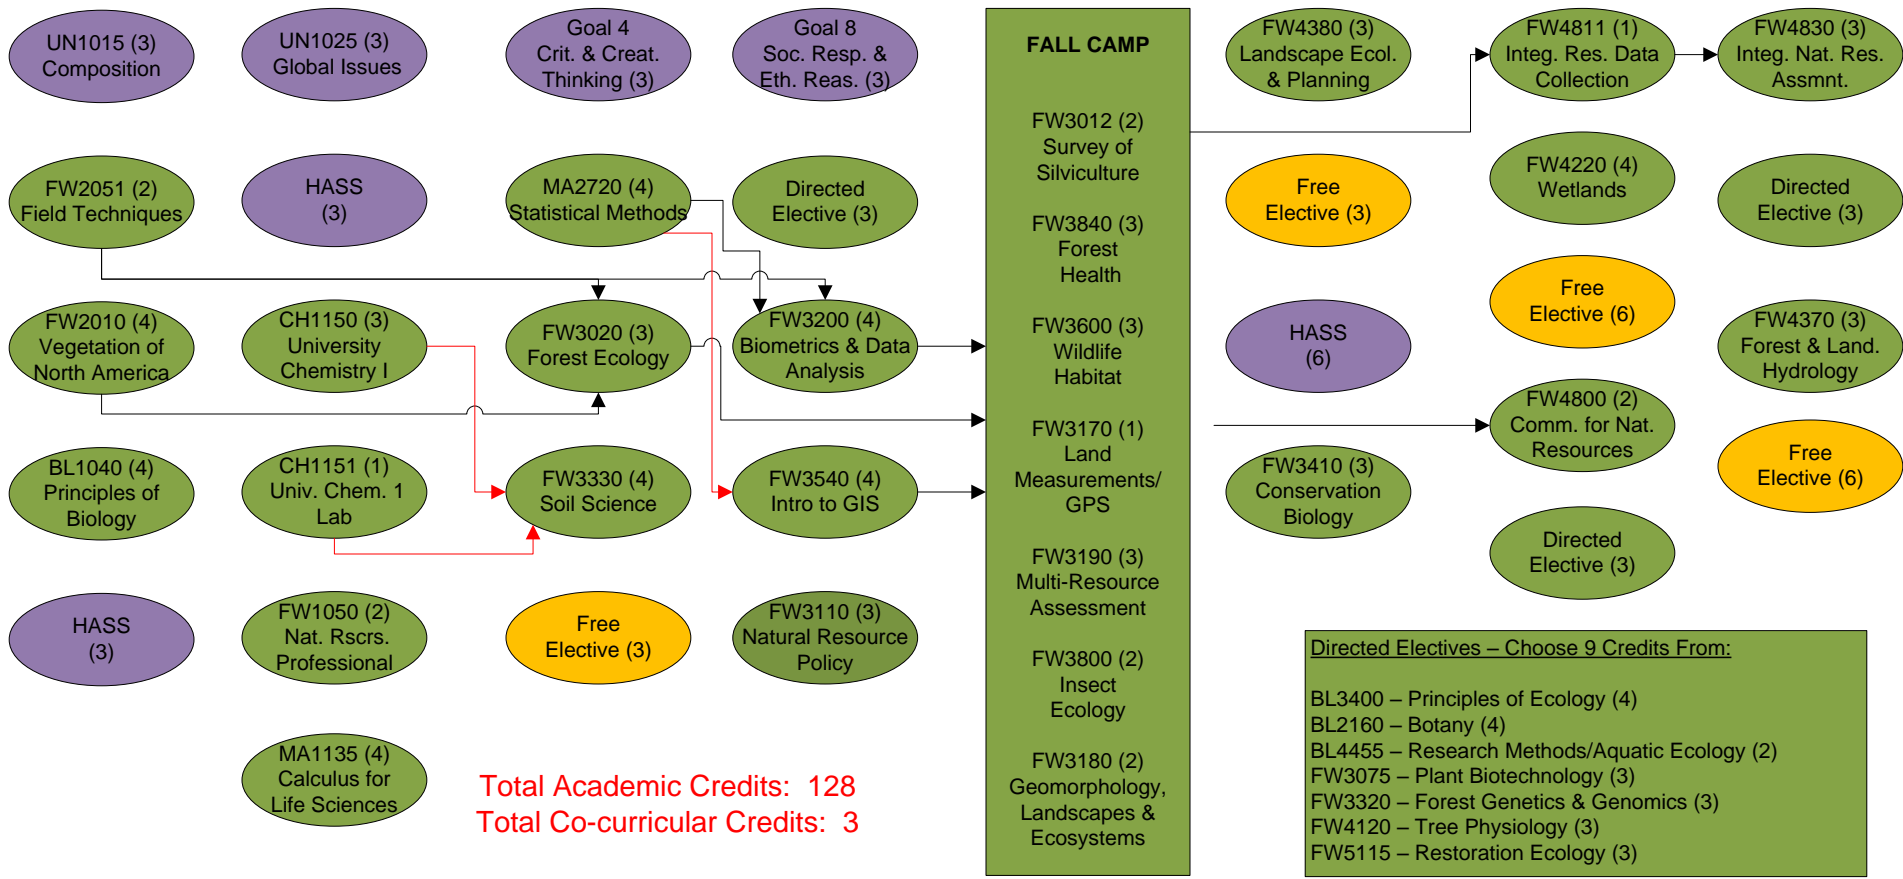 UN1015 (3)
Composition
FW2051 (2)
Field Techniques
FW2010 (4)
Vegetation of
North America
BL1040 (4)
Principles of
Biology
HASS
(3)
UN1025 (3)
Global Issues
HASS
(3)
CH1150 (3)
University
Chemistry I
CH1151 (1)
Univ. Chem. 1
Lab
FW1050 (2)
Nat. Rscrs.
Professional
MA1135 (4)
Calculus for
Life Sciences
Goal 4
Crit. & Creat.
Thinking (3)
MA2720 (4)
Statistical Methods
FW3020 (3)
Forest Ecology
FW3330 (4)
Soil Science
Free
Elective (3)
Goal 8
Soc. Resp. &
Eth. Reas. (3)
Directed
Elective (3)
FW3200 (4)
Biometrics & Data
Analysis
FW3540 (4)
Intro to GIS
FW3110 (3)
Natural Resource
Policy
Total Academic Credits: 128
Total Co-curricular Credits: 3
FALL CAMP
FW3012 (2)
Survey of
Silviculture
FW3840 (3)
Forest
Health
FW3600 (3)
Wildlife
Habitat
FW3170 (1)
Land
Measurements/
GPS
FW3190 (3)
Multi-Resource
Assessment
FW3800 (2)
Insect
Ecology
FW3180 (2)
Geomorphology,
Landscapes &
Ecosystems
FW4380 (3)
Landscape Ecol.
& Planning
Free
Elective (3)
HASS
(6)
FW3410 (3)
Conservation
Biology
FW4811 (1)
Integ. Res. Data
Collection
FW4220 (4)
Wetlands
Free
Elective (6)
FW4800 (2)
Comm. for Nat.
Resources
Directed
Elective (3)
FW4830 (3)
Integ. Nat. Res.
Assmnt.
Directed
Elective (3)
FW4370 (3)
Forest & Land.
Hydrology
Free
Elective (6)
Directed Electives – Choose 9 Credits From:
BL3400 – Principles of Ecology (4)
BL2160 – Botany (4)
BL4455 – Research Methods/Aquatic Ecology (2)
FW3075 – Plant Biotechnology (3)
FW3320 – Forest Genetics & Genomics (3)
FW4120 – Tree Physiology (3)
FW5115 – Restoration Ecology (3)